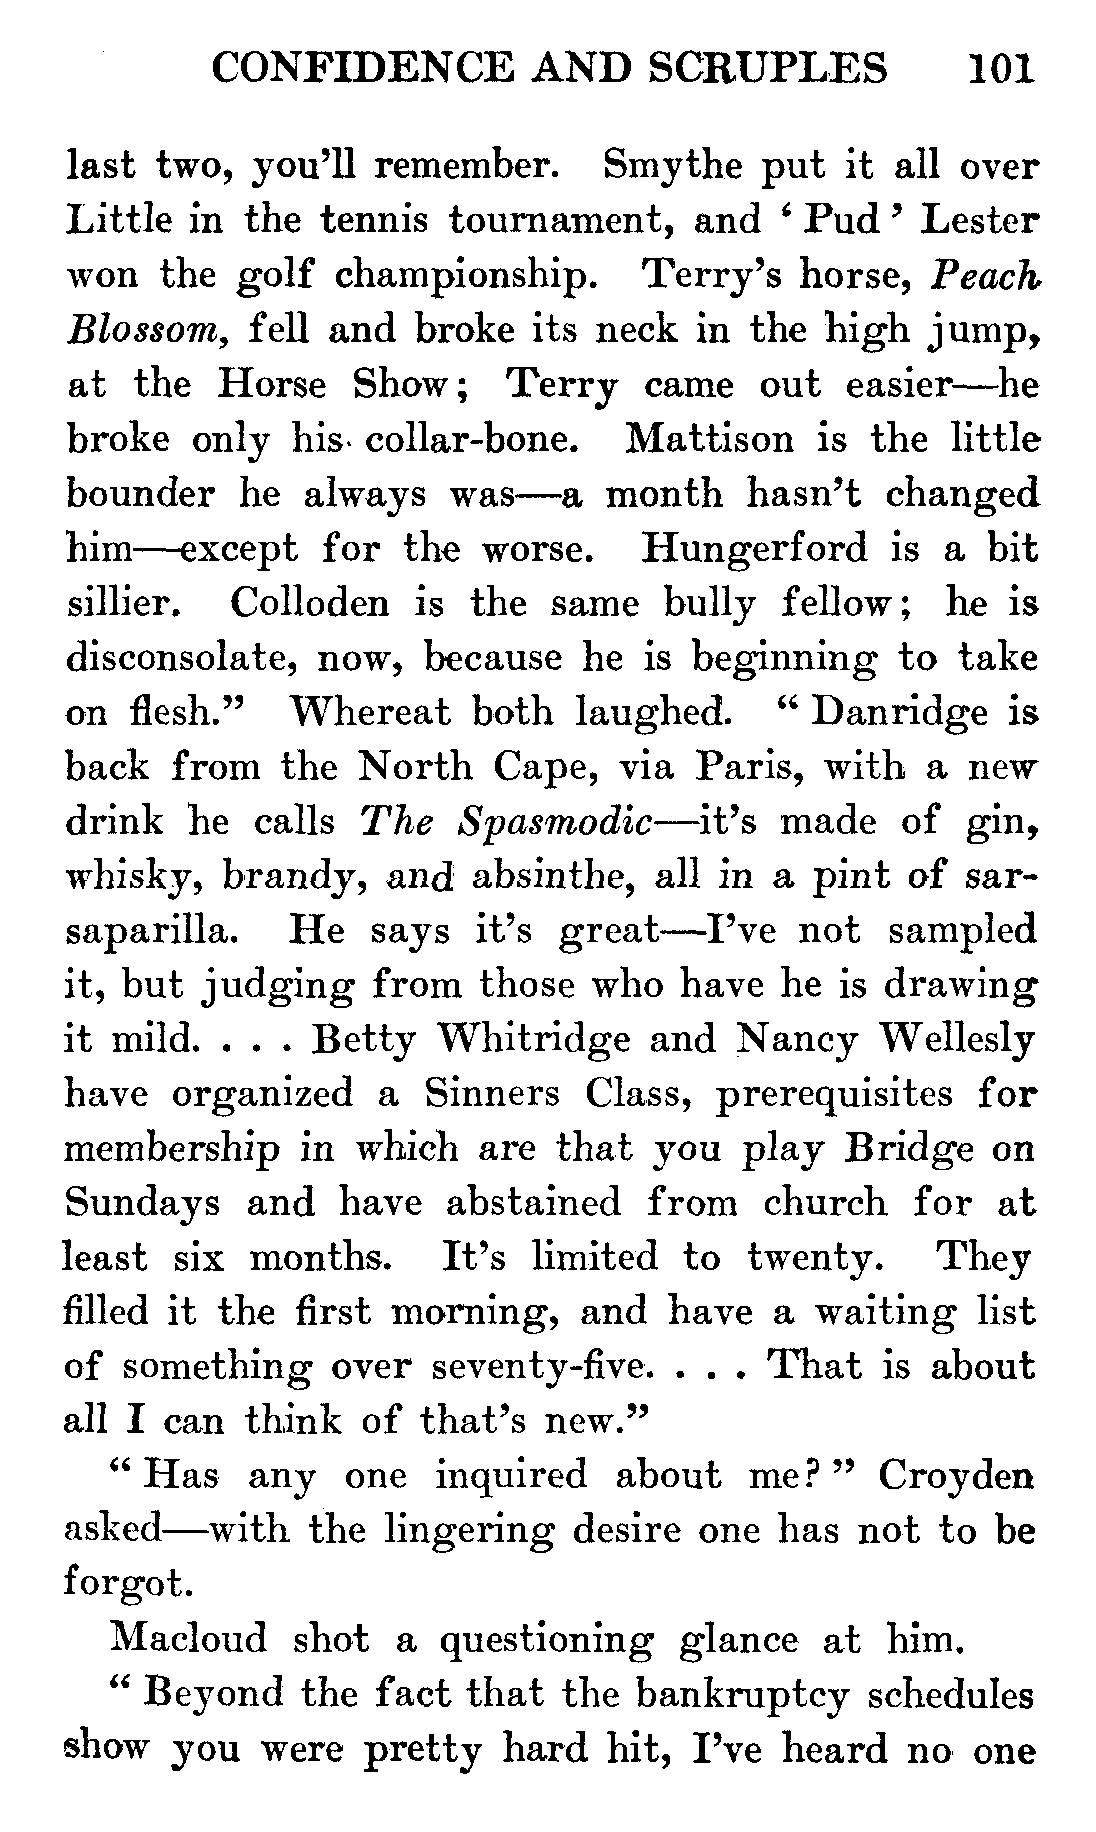 CONFIDENCE AND SCRUPLES 101
last two, you'll remember. Smythe put it all over
Little in the tennis tournament, and ‘ Pud ’ Lester
won the golf championship. Terry's horse, Peach
Blossom, fell and broke its neck in the high jump,
at the Horse Show; Terry came out easier—he
broke only his collar-bone. Mattison is the little
bounder he always was—a month hasn't changed
him—except for the worse. Hungerford is a bit
sillier. Colloden is the same bully fellow; he is
disconsolate, now, because he is beginning to take
on flesh.” Whereat both laughed. “ Danridge is
back from the North Cape, via Paris, with a new
drink he calls The Spasmodic—it's made of gin,
whisky, brandy, and absinthe, all in a pint of sar-
saparilla. He says it's great—I've not sampled
it, but judging from those who have he is drawing
it mild. . . . Betty Whitridge and Nancy Wellesly
have organized a Sinners Class, prerequisites for
membership in which are that you play Bridge on
Sundays and have abstained from church for at
least six months. It's limited to twenty. They
filled it the first morning, and have a waiting list
of something over seventy-five. . . . That is about
all I can think of that's new.”
“ Has any one inquired about me? ” Croyden
asked—with the lingering desire one has not to be
forgot.
Macloud shot a questioning glance at him.
“ Beyond the fact that the bankruptcy schedules
show you were pretty hard hit, I've heard no one